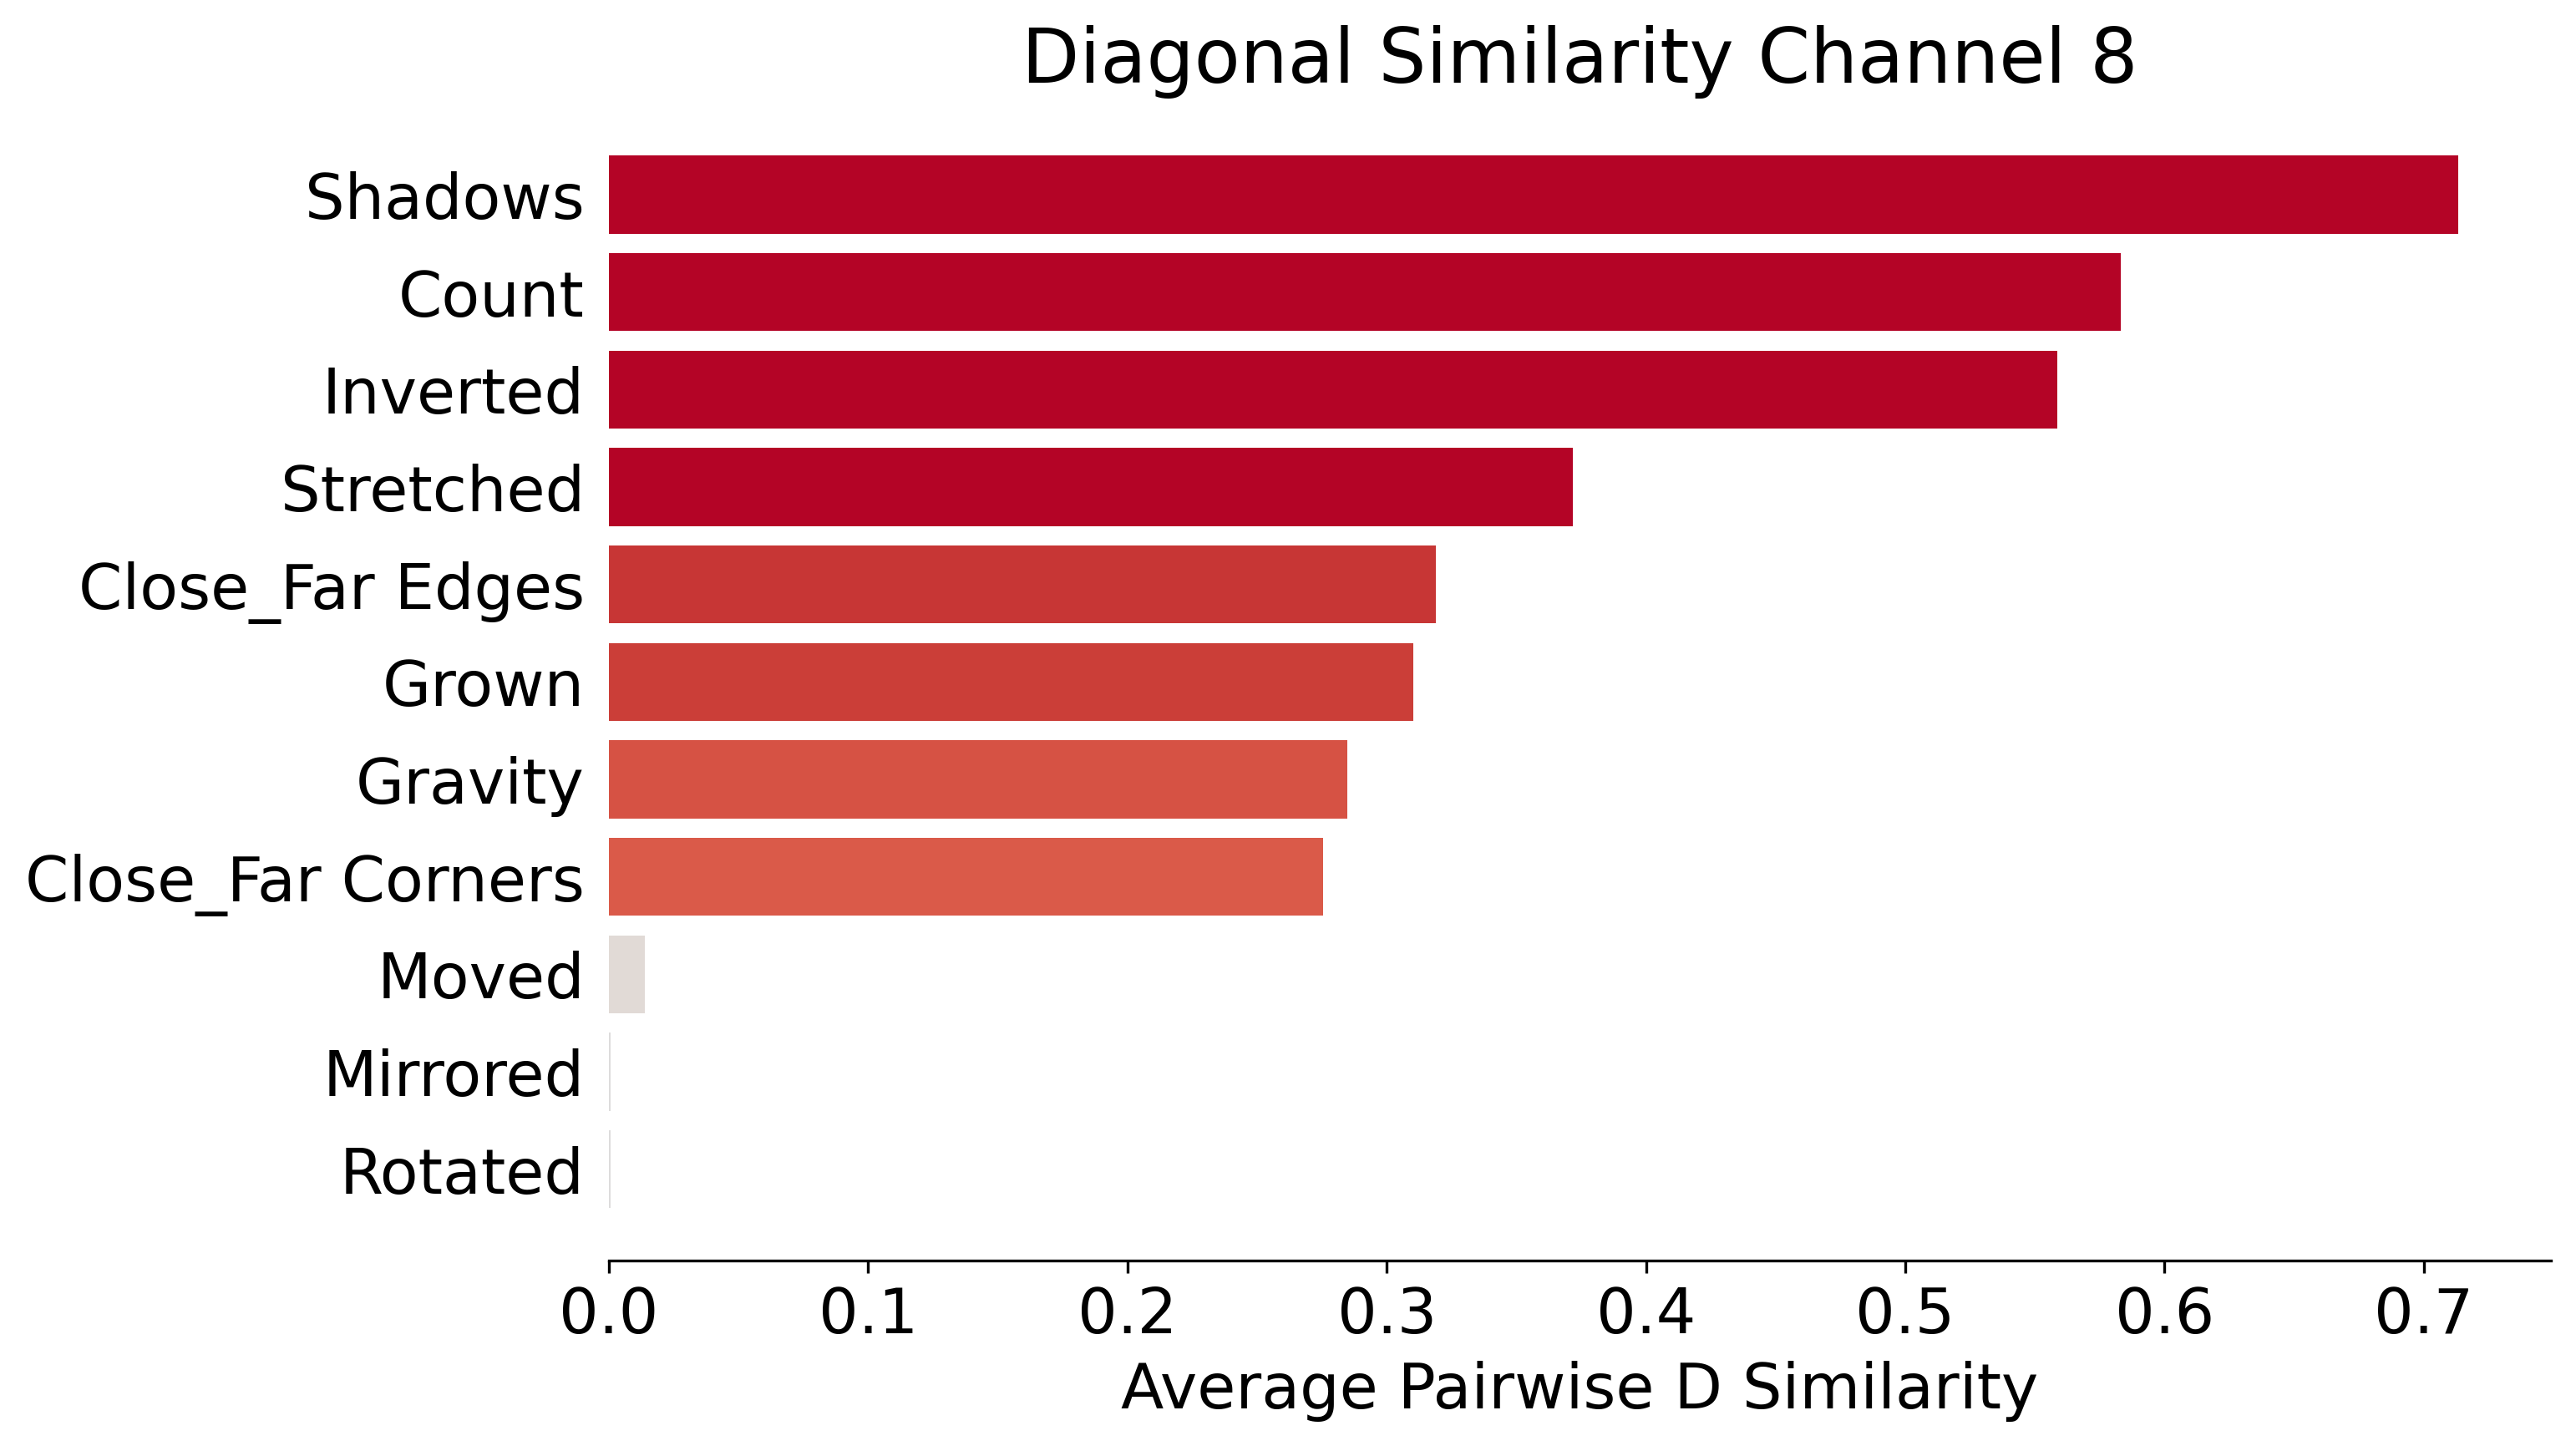 Diagonal Similarity Channel 8
Shadows
Count
Inverted
Stretched
Close_Far Edges
Grown
Gravity
Close_Far Corners
Moved
Mirrored
Rotated
0.0 0.1 0.2 0.3 0.4 0.5 0.6 0.7
Average Pairwise D Similarity